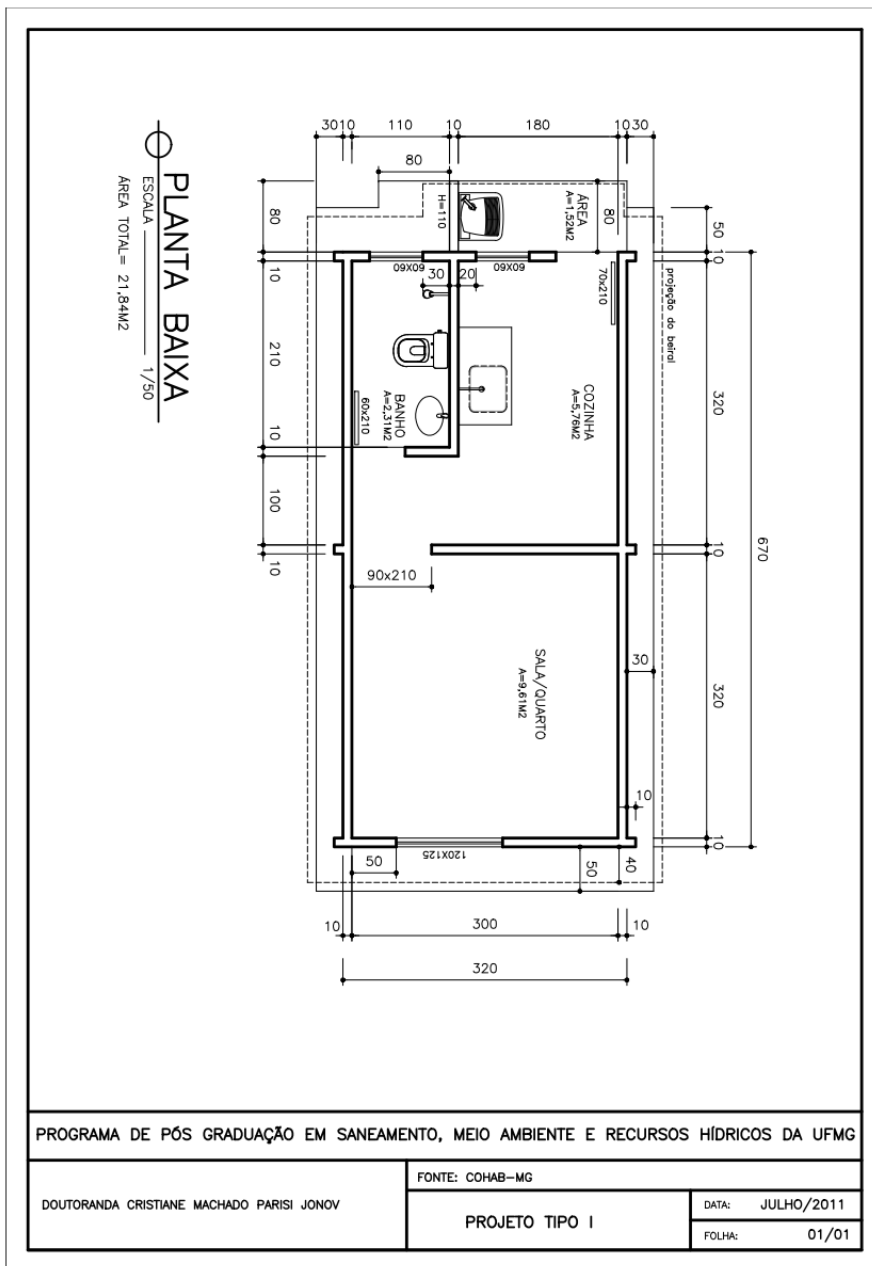 3010 110 10 180 1030
80
PLANTA BAIXA
ESCALA 1/50
ÁREA TOTAL= 21,84M2
80
10
210
10
100
10
H=110
ÁREA
A=1,52M2
80
50
10
60X60
30
20
60X60
70x210
projeção do beiral
320
COZINHA
A=5,76M2
BANHO
A=2,31M2
60x210
10
670
90x210
SALA/QUARTO
A=9,61M2
30
320
10
120X125
50
50
40
10
10 300 10
320
PROGRAMA DE PÓS GRADUAÇÃO EM SANEAMENTO, MEIO AMBIENTE E RECURSOS HÍDRICOS DA UFMG
DOUTORANDA CRISTIANE MACHADO PARISI JONOV
FONTE: COHAB-MG
PROJETO TIPO I
DATA: JULHO/2011
FOLHA: 01/01